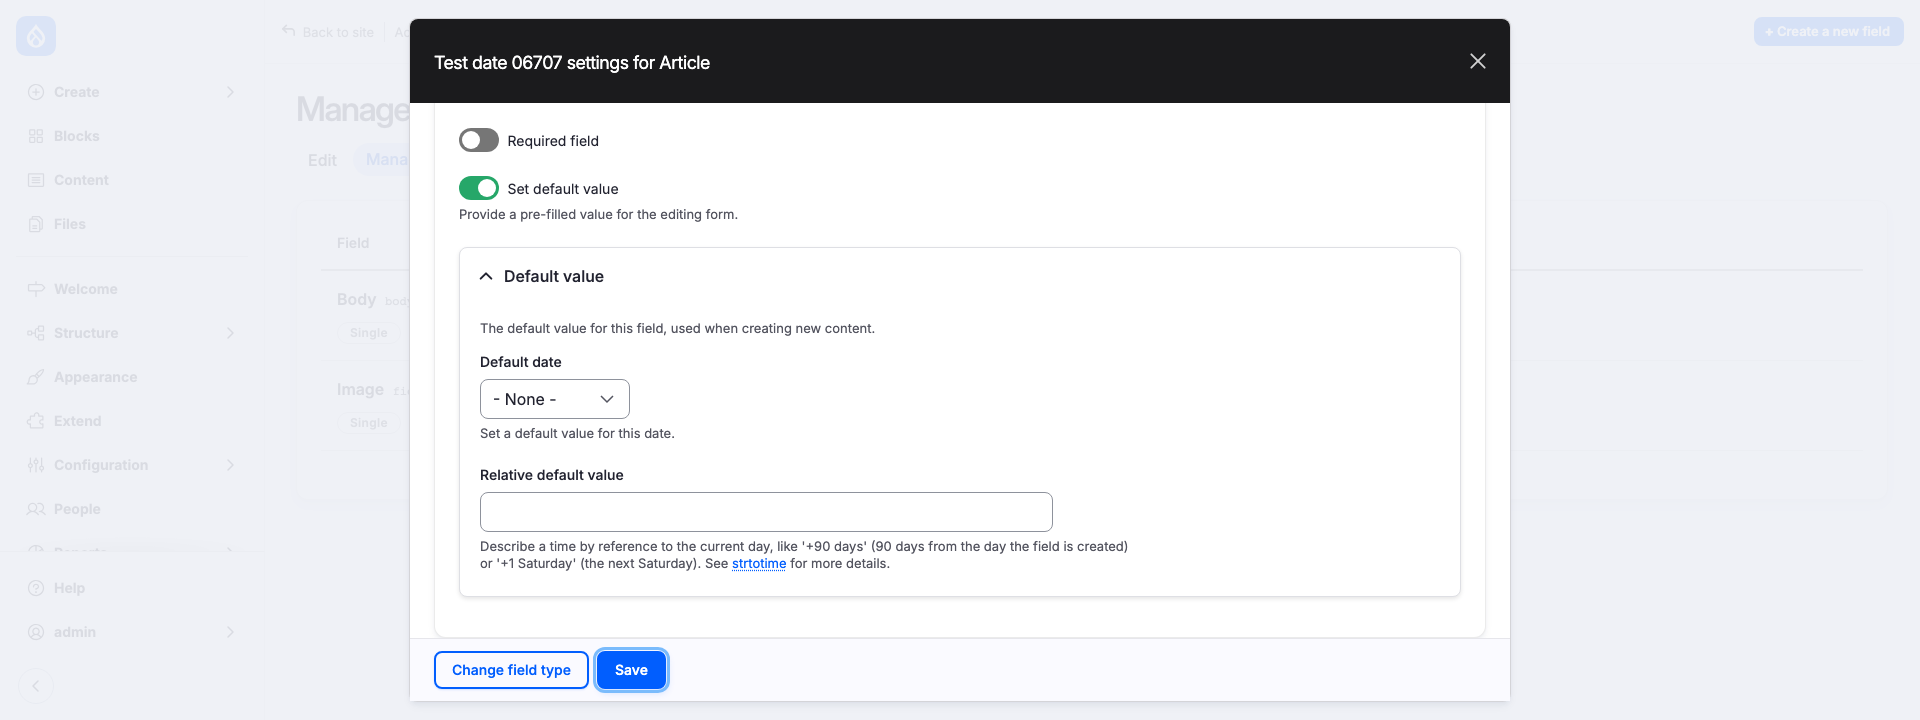 Back to site
+ Create a new field
Test date 06707 settings for Article
Create
Blocks
Content
Files
Welcome
Structure
Appearance
Extend
Configuration
People
Reports
Help
admin
Manage
Edit
Field
Body
Single
Image
Single
Required field
Set default value
Provide a pre-filled value for the editing form.
Default value
The default value for this field, used when creating new content.
Default date
- None -
Set a default value for this date.
Relative default value
Describe a time by reference to the current day, like '+90 days' (90 days from the day the field is created)
or '+1 Saturday' (the next Saturday). See strtotime for more details.
Change field type
Save